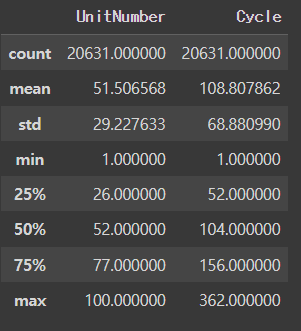 UnitNumber Cycle
count 20631.000000 20631.000000
mean 51.506568 108.807862
std 29.227633 68.880990
min 1.000000 1.000000
25% 26.000000 52.000000
50% 52.000000 104.000000
75% 77.000000 156.000000
max 100.000000 362.000000